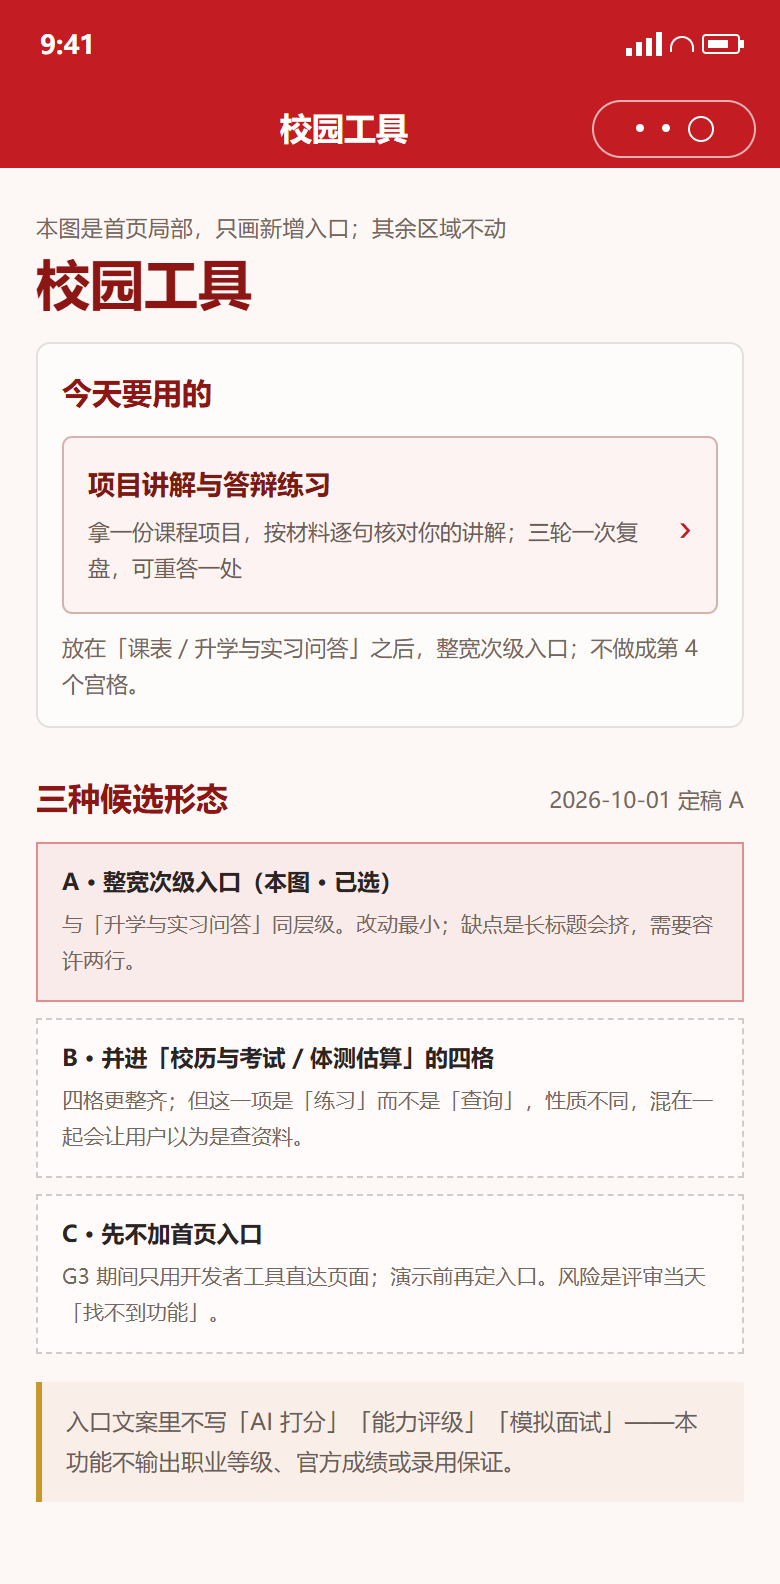 9:41
校园工具
本图是首页局部，只画新增入口；其余区域不动
校园工具
今天要用的
项目讲解与答辩练习
拿一份课程项目，按材料逐句核对你的讲解；三轮一次复
盘，可重答一处
放在「课表 / 升学与实习问答」之后，整宽次级入口；不做成第 4
个宫格。
三种候选形态
2026-10-01 定稿 A
A · 整宽次级入口（本图 · 已选）
与「升学与实习问答」同层级。改动最小；缺点是长标题会挤，需要容
许两行。
B · 并进「校历与考试 / 体测估算」的四格
四格更整齐；但这一项是「练习」而不是「查询」，性质不同，混在一
起会让用户以为是查资料。
C · 先不加首页入口
G3 期间只用开发者工具直达页面；演示前再定入口。风险是评审当天
「找不到功能」。
入口文案里不写「AI 打分」「能力评级」「模拟面试」——本
功能不输出职业等级、官方成绩或录用保证。